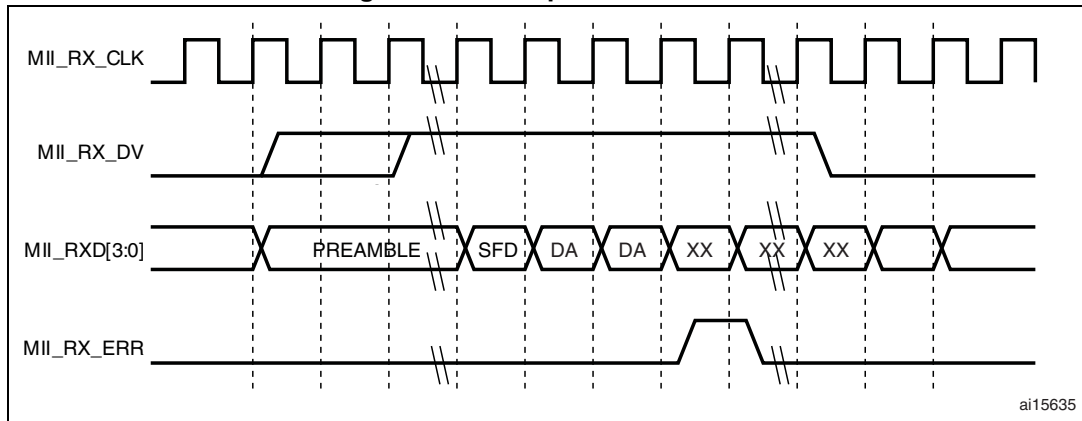 MII_RX_CLK
MII_RX_DV
MII_RXD[3:0]
PREAMBLE SFD DA DA XX XX XX
MII_RX_ERR
ai15635